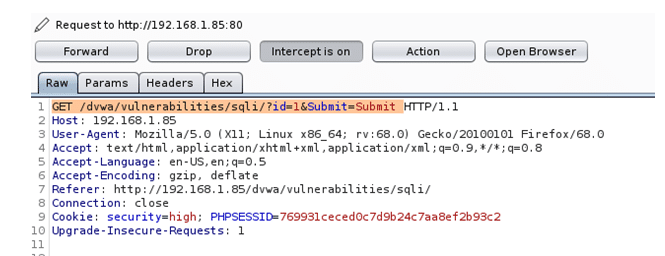 Request to http://192.168.1.85:80
Forward Drop Intercept is on Action Open Browser
Raw Params Headers Hex
1 GET /dvwa/vulnerabilities/sqli/?id=1&Submit=Submit HTTP/1.1
2 Host: 192.168.1.85
3 User-Agent: Mozilla/5.0 (X11; Linux x86_64; rv:68.0) Gecko/20100101 Firefox/68.0
4 Accept: text/html,application/xhtml+xml,application/xml;q=0.9,*/*;q=0.8
5 Accept-Language: en-US,en;q=0.5
6 Accept-Encoding: gzip, deflate
7 Referer: http://192.168.1.85/dvwa/vulnerabilities/sqli/
8 Connection: close
9 Cookie: security=high; PHPSESSID=769931ceced0c7d9b24c7aa8ef2b93c2
10 Upgrade-Insecure-Requests: 1
11